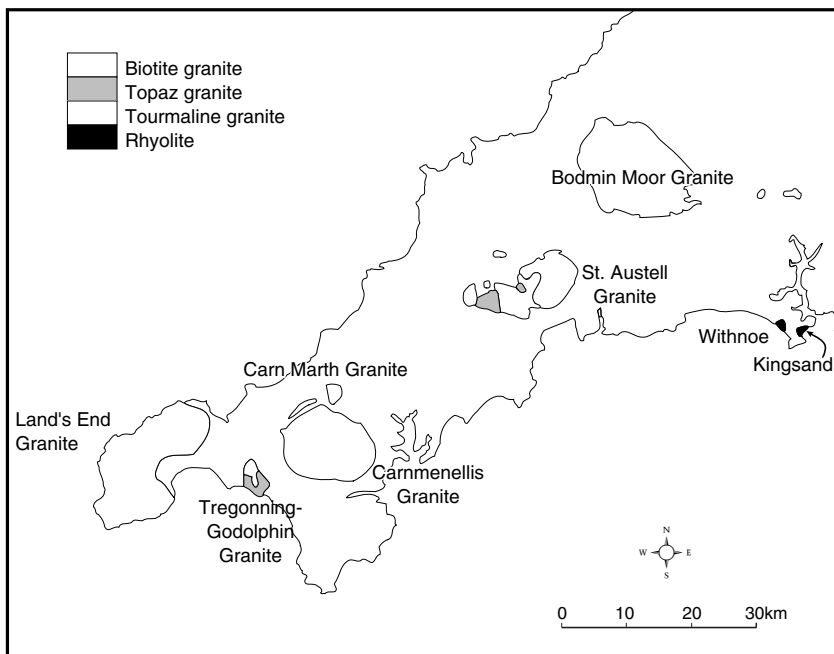 Biotite granite
Topaz granite
Tourmaline granite
Rhyolite
Bodmin Moor Granite
St. Austell
Granite
Withnoe
Kingsand
Carn Marth Granite
Land's End
Granite
Carnmenellis
Granite
Tregonning-
Godolphin
Granite
N
W E
S
0 10 20 30km